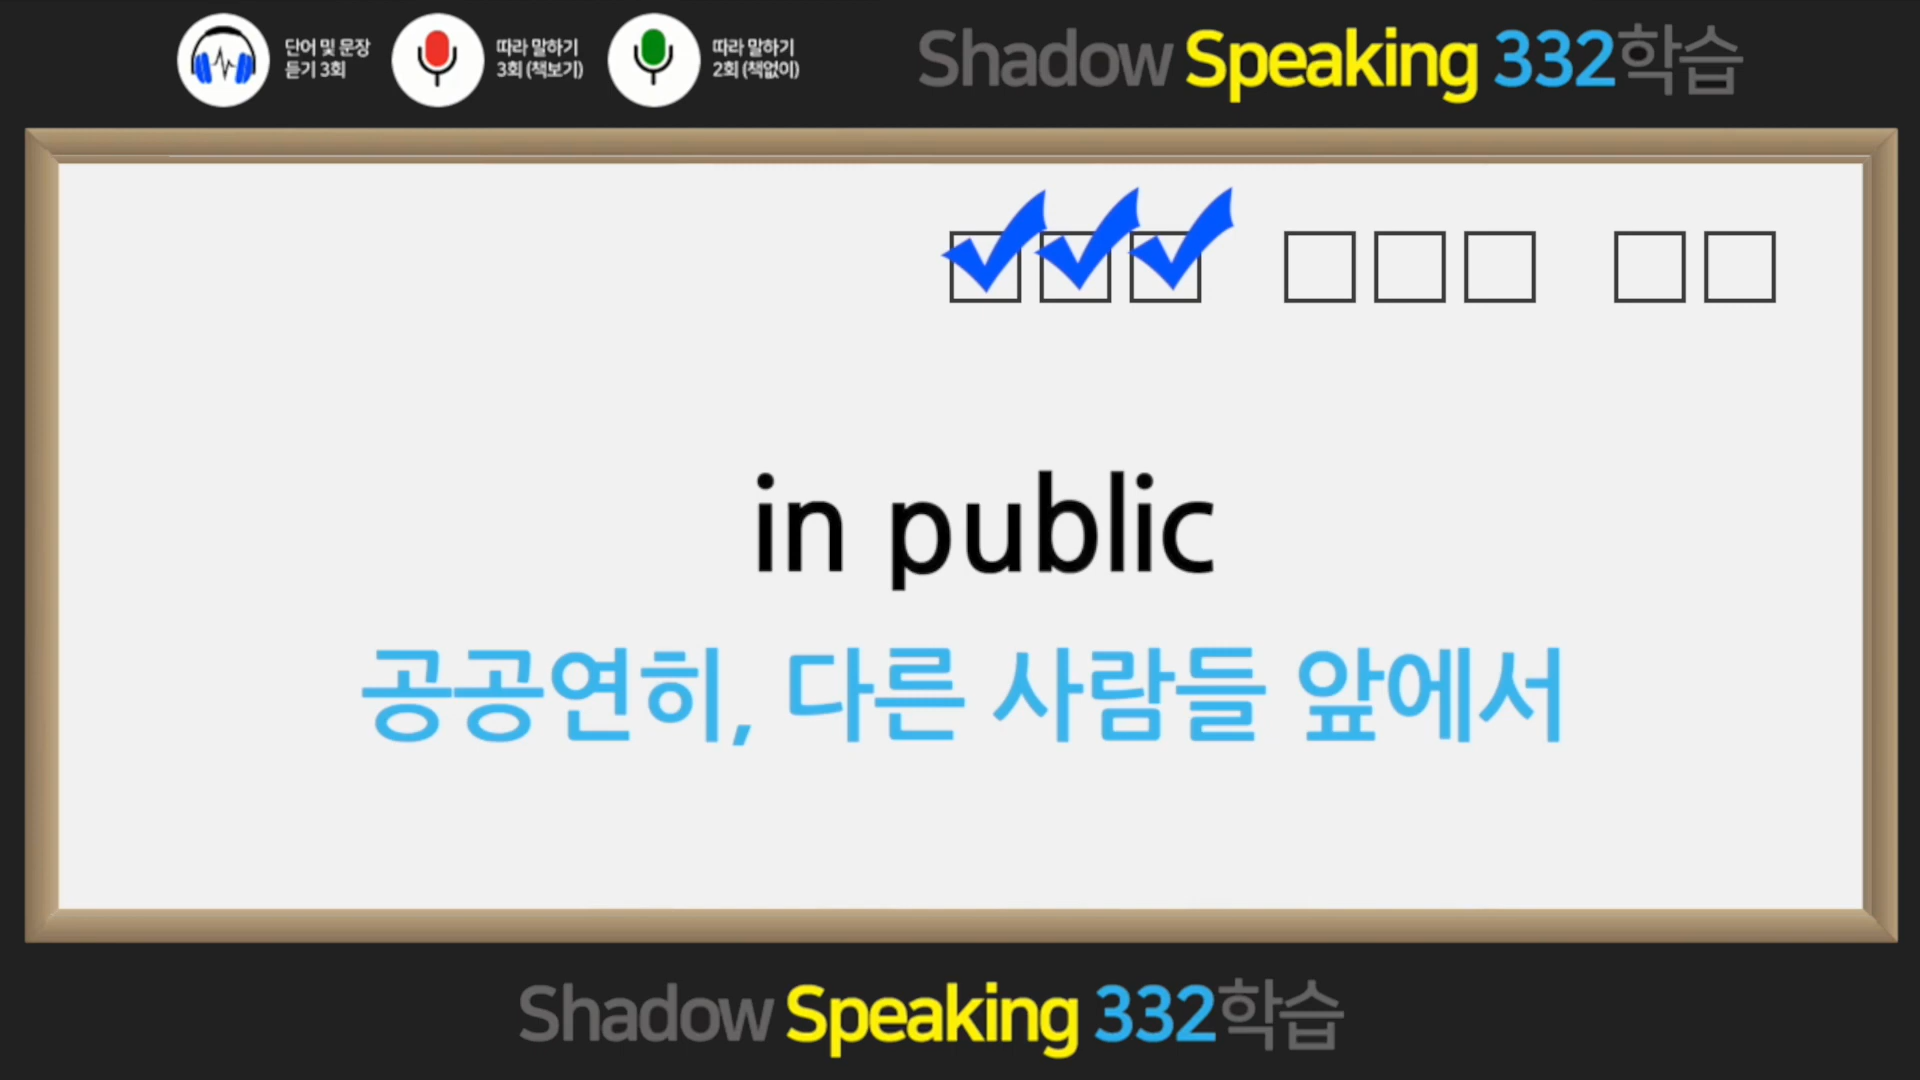 단어 및 문장
듣기 3회
따라 말하기
3회 (책보기)
따라 말하기
2회 (책없이)
Shadow Speaking 332학습
in public
공공연히, 다른 사람들 앞에서
Shadow Speaking 332학습